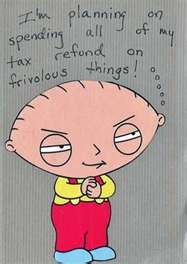 I'm planning on
spending all of my
tax refund on
frivolous things!